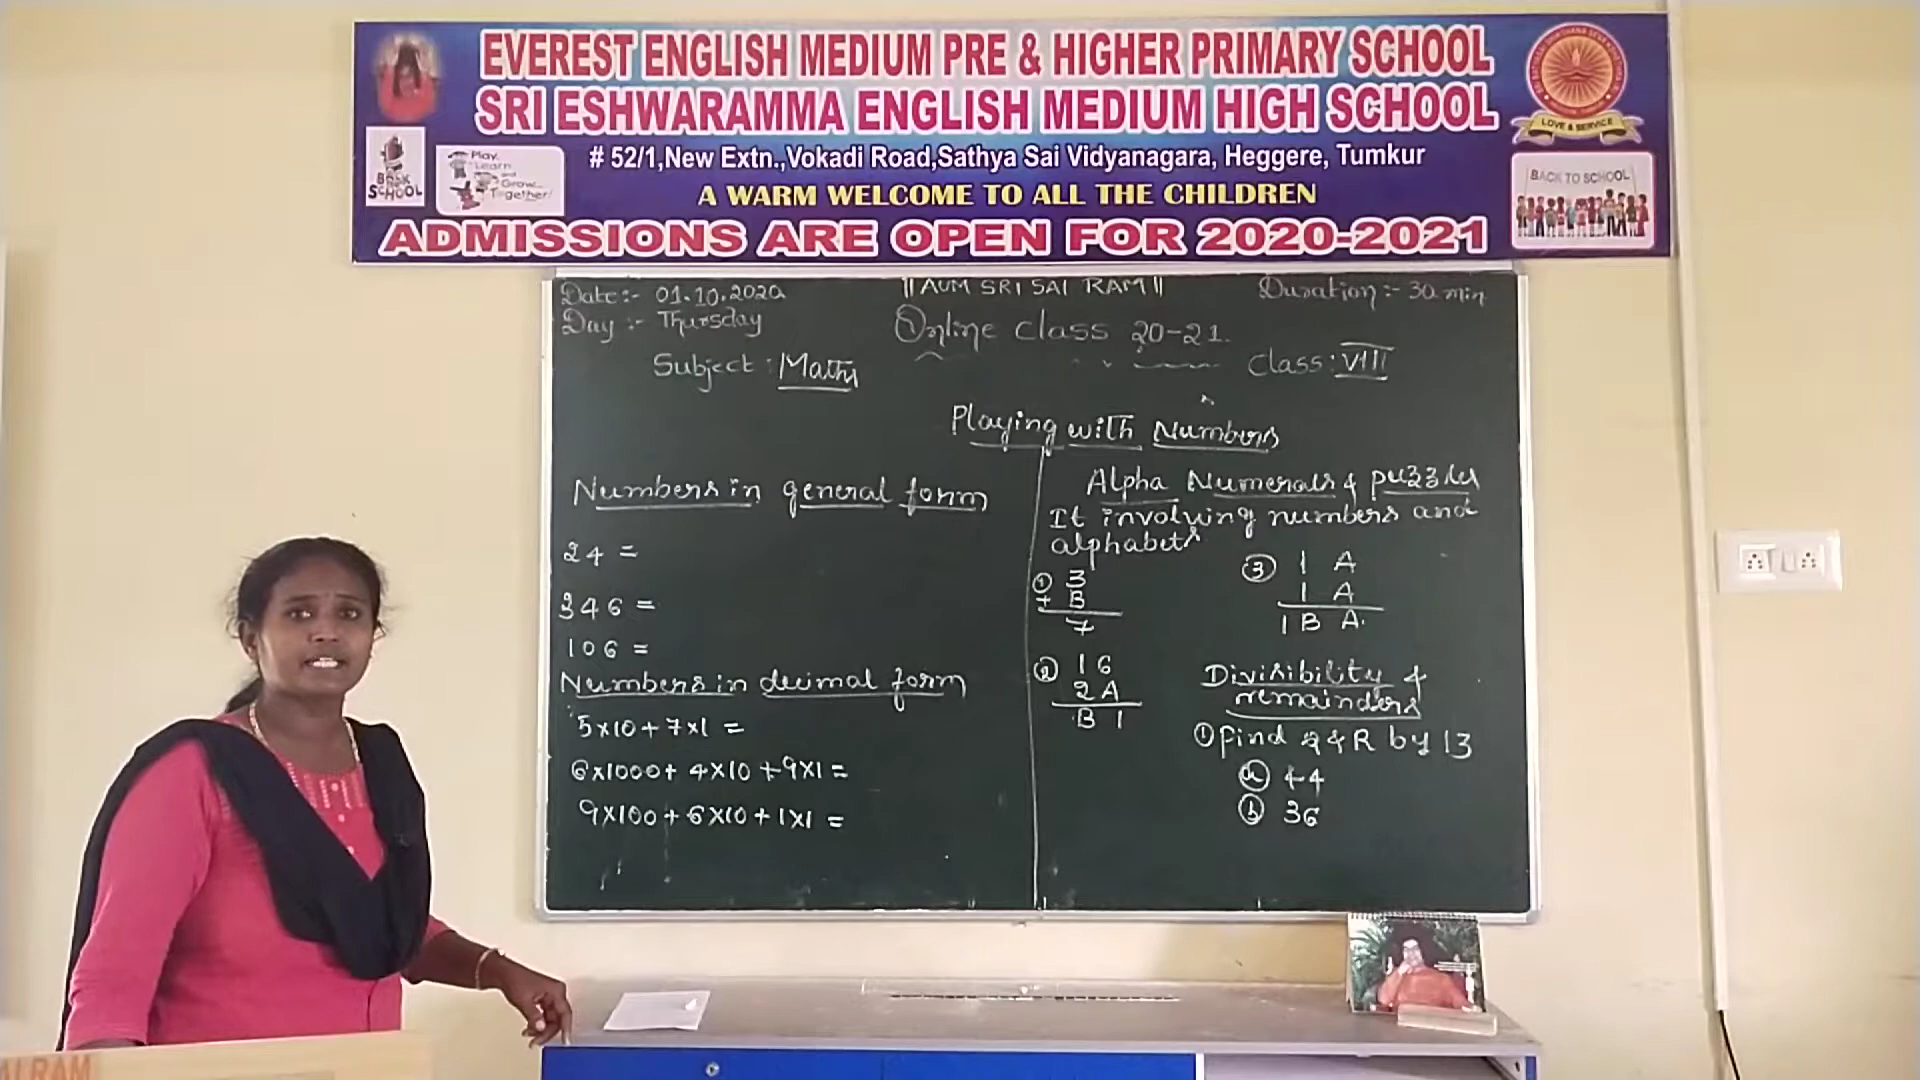 EVEREST ENGLISH MEDIUM PRE & HIGHER PRIMARY SCHOOL
SRI ESHWARAMMA ENGLISH MEDIUM HIGH SCHOOL
# 52/1,New Extn.,Vokadi Road,Sathya Sai Vidyanagara, Heggere, Tumkur
A WARM WELCOME TO ALL THE CHILDREN
ADMISSIONS ARE OPEN FOR 2020-2021
BACK TO SCHOOL
Play, Learn and Grow... Together!
LOVE & SERVICE
BACK TO SCHOOL
Date:- 01.10.2020
Day :- Thursday
|| AUM SRI SAI RAM ||
Duration :- 30 min
Online Class 20-21.
Subject : Maths
Class: VIII
Playing with Numbers
Numbers in general form
24 =
346 =
106 =
Numbers in decimal form
5×10 + 7×1 =
6×1000 + 4×10 + 9×1 =
9×100 + 6×10 + 1×1 =
Alpha Numerals & puzzles
It involving numbers and
alphabets
① 3
+ B
7
② 1 6
2 A
B 1
③ 1 A
1 A
1 B A.
Divisibility &
remainders
① Find Q & R by 13
ⓐ 44
ⓑ 36
RAM